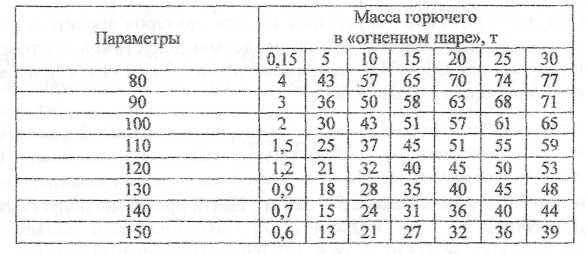 Параметры
Масса горючего
в «огненном шаре», т
0,15 5 10 15 20 25 30
80 4 43 57 65 70 74 77
90 3 36 50 58 63 68 71
100 2 30 43 51 57 61 65
110 1,5 25 37 45 51 55 59
120 1,2 21 32 40 45 50 53
130 0,9 18 28 35 40 45 48
140 0,7 15 24 31 36 40 44
150 0,6 13 21 27 32 36 39